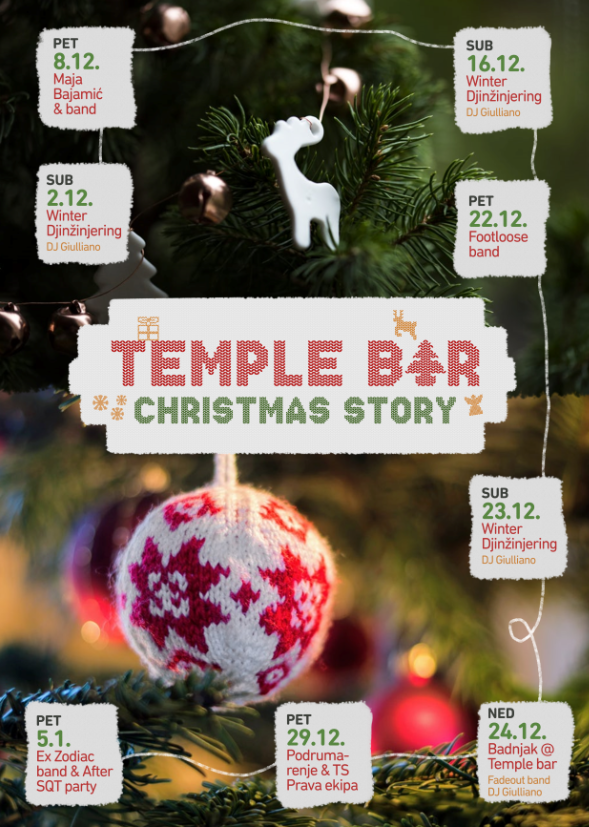 PET
8.12.
Maja
Bajamić
& band
SUB
16.12.
Winter
Djinžinjering
DJ Giulliano
SUB
2.12.
Winter
Djinžinjering
DJ Giulliano
PET
22.12.
Footloose
band
TEMPLE BAR
CHRISTMAS STORY
SUB
23.12.
Winter
Djinžinjering
DJ Giulliano
PET
5.1.
Ex Zodiac
band & After
SQT party
PET
29.12.
Podruma-
renje & TS
Prava ekipa
NED
24.12.
Badnjak @
Temple bar
Fadeout band
DJ Giulliano